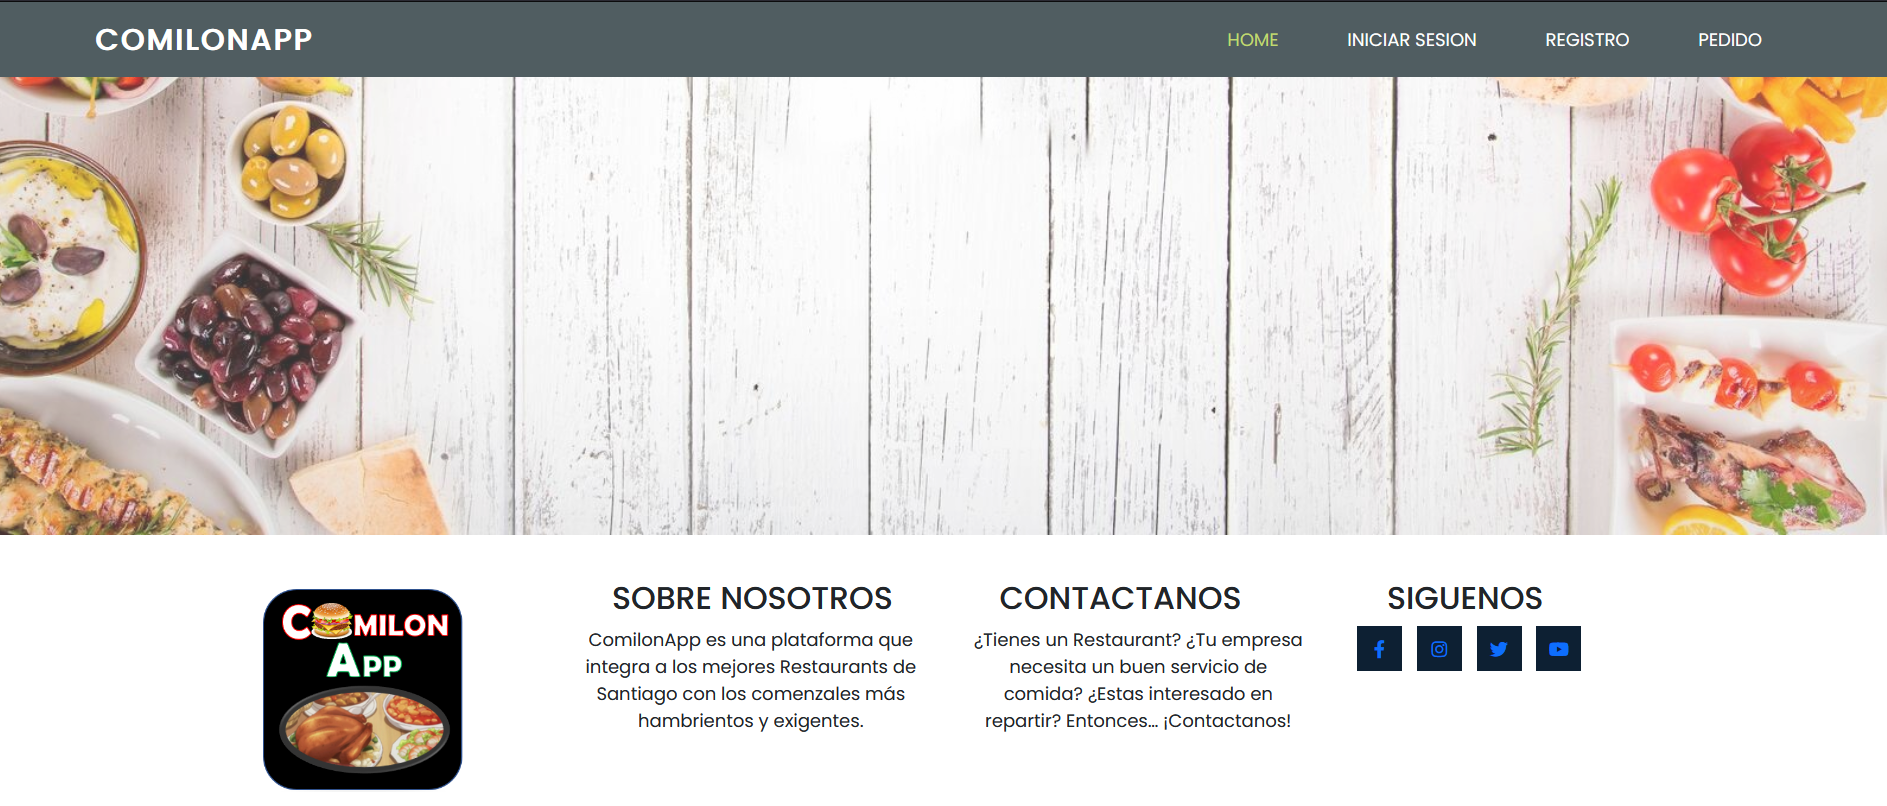 COMILONAPP
HOME
INICIAR SESION
REGISTRO
PEDIDO
COMILON
APP
SOBRE NOSOTROS
ComilonApp es una plataforma que
integra a los mejores Restaurants de
Santiago con los comenzales más
hambrientos y exigentes.
CONTACTANOS
¿Tienes un Restaurant? ¿Tu empresa
necesita un buen servicio de
comida? ¿Estas interesado en
repartir? Entonces... ¡Contactanos!
SIGUENOS